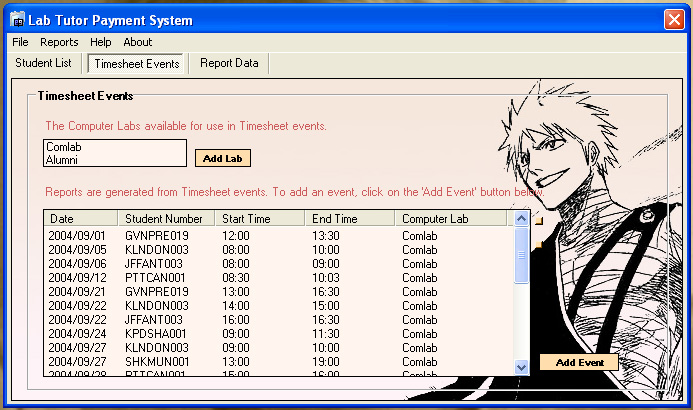 Lab Tutor Payment System
File Reports Help About
Student List Timesheet Events Report Data
Timesheet Events
The Computer Labs available for use in Timesheet events.
Comlab
Alumni
Add Lab
Reports are generated from Timesheet events. To add an event, click on the 'Add Event' button below.
Date Student Number Start Time End Time Computer Lab
2004/09/01 GVNPRE019 12:00 13:30 Comlab
2004/09/05 KLNDON003 08:00 10:00 Comlab
2004/09/06 JFFANT003 08:00 09:00 Comlab
2004/09/12 PTTCAN001 08:30 10:03 Comlab
2004/09/21 GVNPRE019 13:00 16:30 Comlab
2004/09/22 KLNDON003 14:00 15:00 Comlab
2004/09/22 JFFANT003 16:00 16:30 Comlab
2004/09/24 KPDSHA001 09:00 11:30 Comlab
2004/09/27 KLNDON003 09:00 10:00 Comlab
2004/09/27 SHKMUN001 13:00 19:00 Comlab
2004/09/28 PTTCAN001 15:00 16:00 Comlab
Add Event